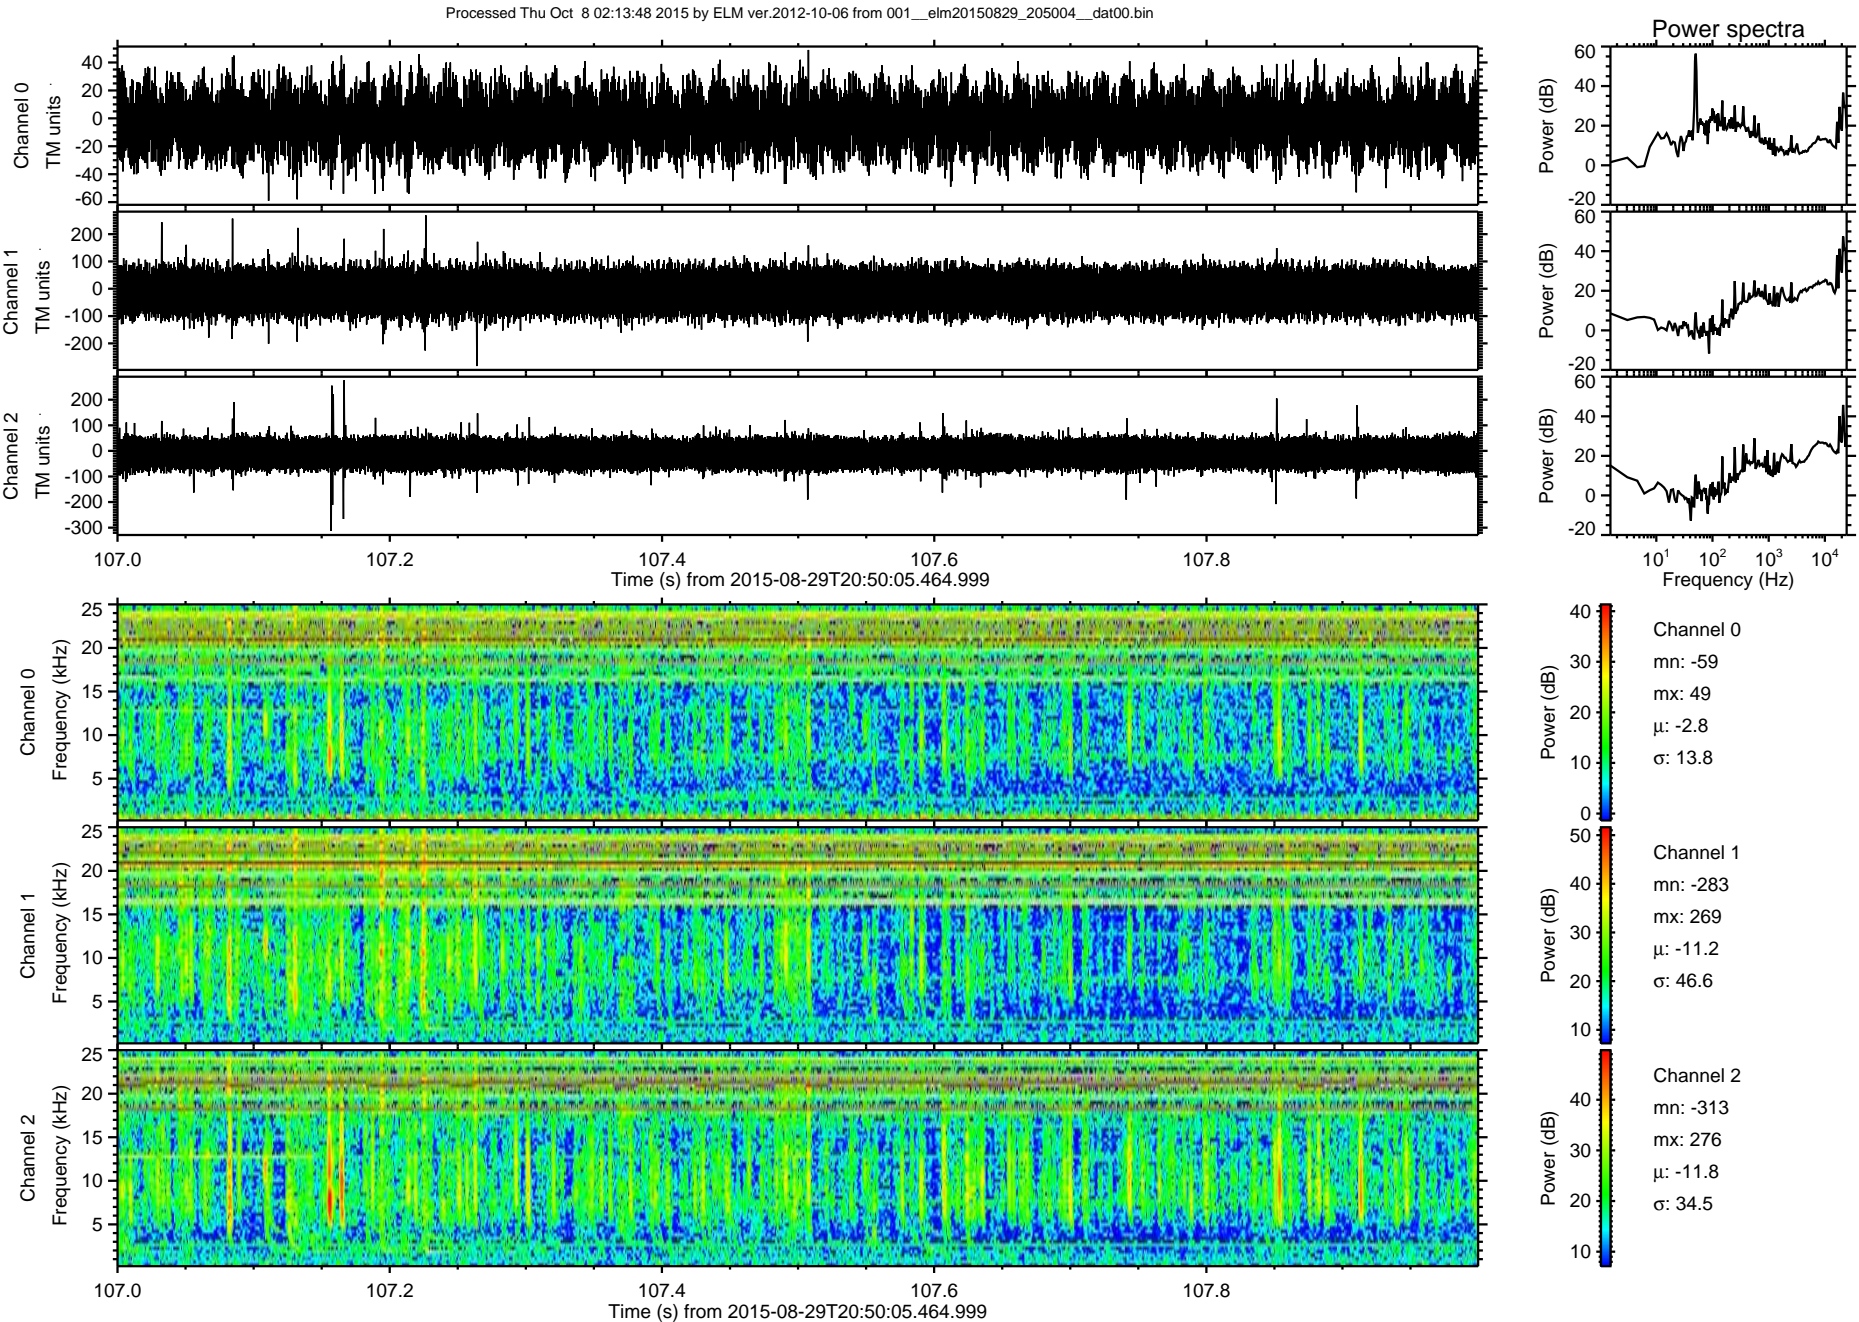 Processed Thu Oct  8 02:13:48 2015 by ELM ver.2012-10-06 from 001__elm20150829_205004__dat00.bin
Power spectra
Channel 0
TM units
40
20
0
-20
-40
-60
Power (dB)
60
40
20
0
-20
Channel 1
TM units
200
100
0
-100
-200
Power (dB)
60
40
20
0
-20
Channel 2
TM units
200
100
0
-100
-200
-300
Power (dB)
60
40
20
0
-20
107.0 107.2 107.4 107.6 107.8
Time (s) from 2015-08-29T20:50:05.464.999
10^1 10^2 10^3 10^4
Frequency (Hz)
Channel 0
Frequency (kHz)
25
20
15
10
5
Power (dB)
40
30
20
10
0
Channel 0
mn: -59
mx: 49
μ: -2.8
σ: 13.8
Channel 1
Frequency (kHz)
25
20
15
10
5
Power (dB)
50
40
30
20
10
Channel 1
mn: -283
mx: 269
μ: -11.2
σ: 46.6
Channel 2
Frequency (kHz)
25
20
15
10
5
Power (dB)
40
30
20
10
Channel 2
mn: -313
mx: 276
μ: -11.8
σ: 34.5
107.0 107.2 107.4 107.6 107.8
Time (s) from 2015-08-29T20:50:05.464.999